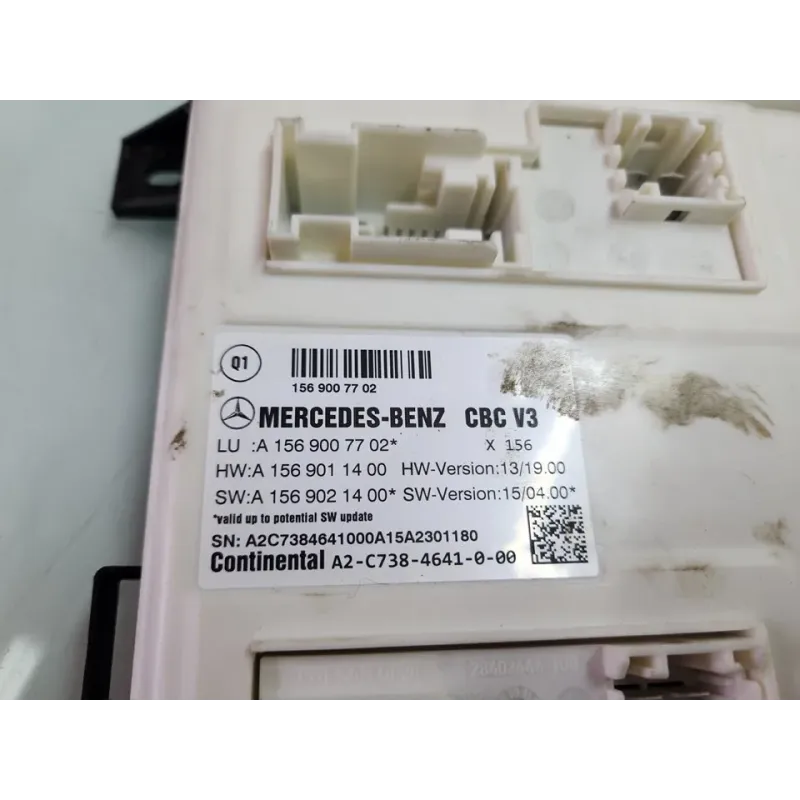 Q1
156 900 77 02
MERCEDES-BENZ CBC V3
LU :A 156 900 77 02* X 156
HW:A 156 901 14 00 HW-Version:13/19.00
SW:A 156 902 14 00* SW-Version:15/04.00*
*valid up to potential SW update
SN: A2C7384641000A15A2301180
Continental A2-C738-4641-0-00